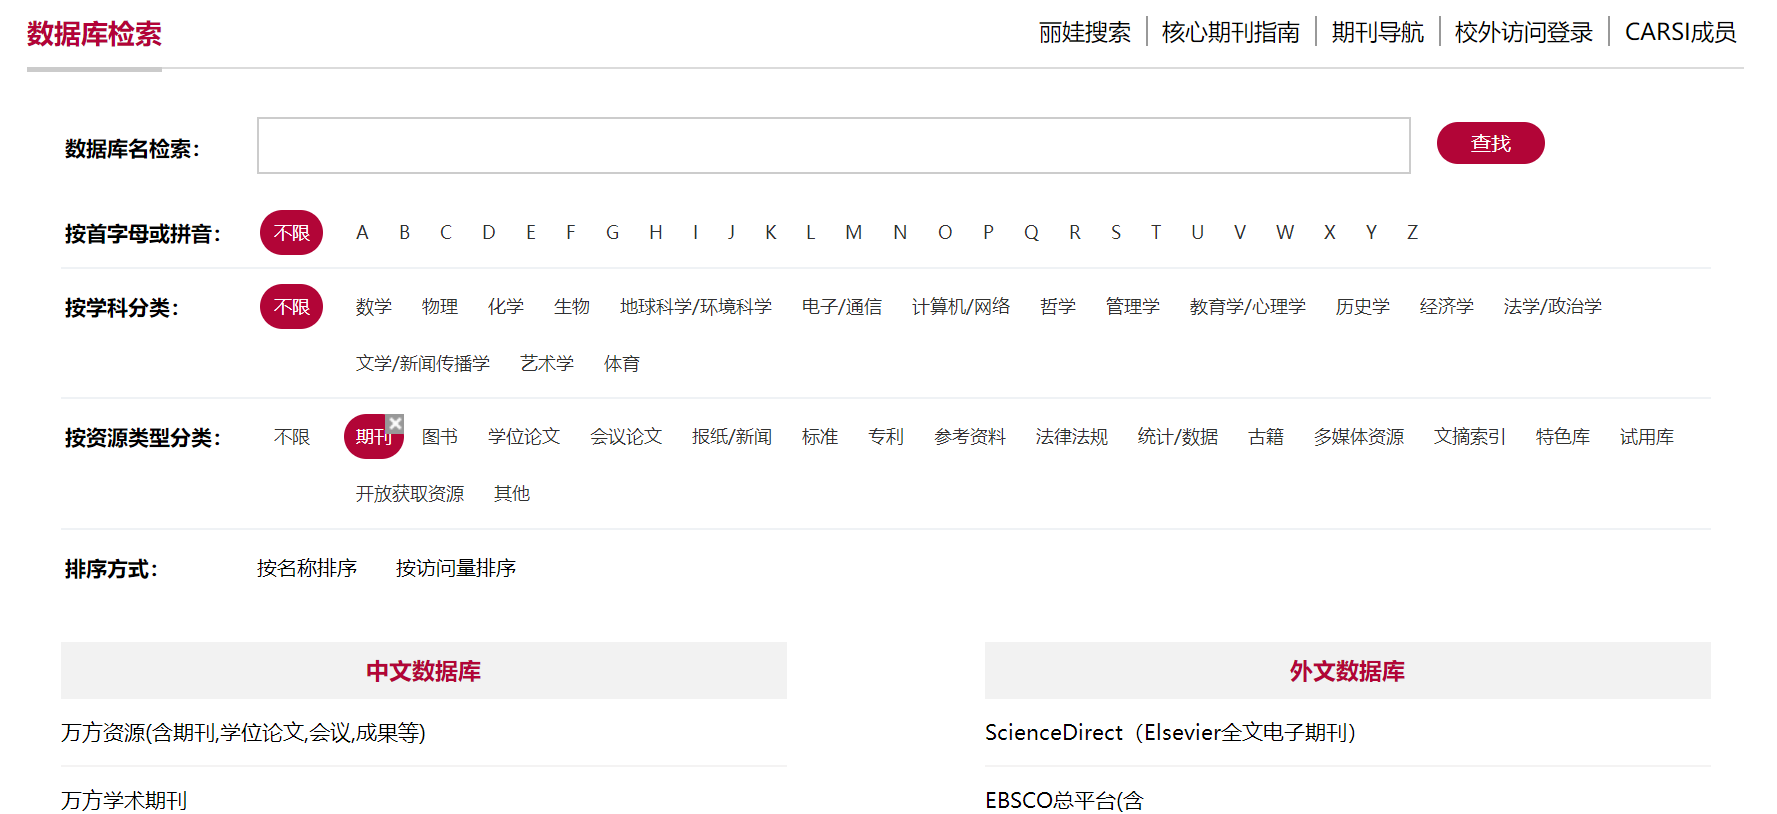 数据库检索
丽娃搜索 核心期刊指南 期刊导航 校外访问登录 CARSI成员
数据库名检索：
查找
按首字母或拼音： 不限 A B C D E F G H I J K L M N O P Q R S T U V W X Y Z
按学科分类： 不限 数学 物理 化学 生物 地球科学/环境科学 电子/通信 计算机/网络 哲学 管理学 教育学/心理学 历史学 经济学 法学/政治学
文学/新闻传播学 艺术学 体育
按资源类型分类： 不限 期刊 图书 学位论文 会议论文 报纸/新闻 标准 专利 参考资料 法律法规 统计/数据 古籍 多媒体资源 文摘索引 特色库 试用库
开放获取资源 其他
排序方式： 按名称排序 按访问量排序
中文数据库
万方资源(含期刊,学位论文,会议,成果等)
万方学术期刊
外文数据库
ScienceDirect（Elsevier全文电子期刊）
EBSCO总平台(含